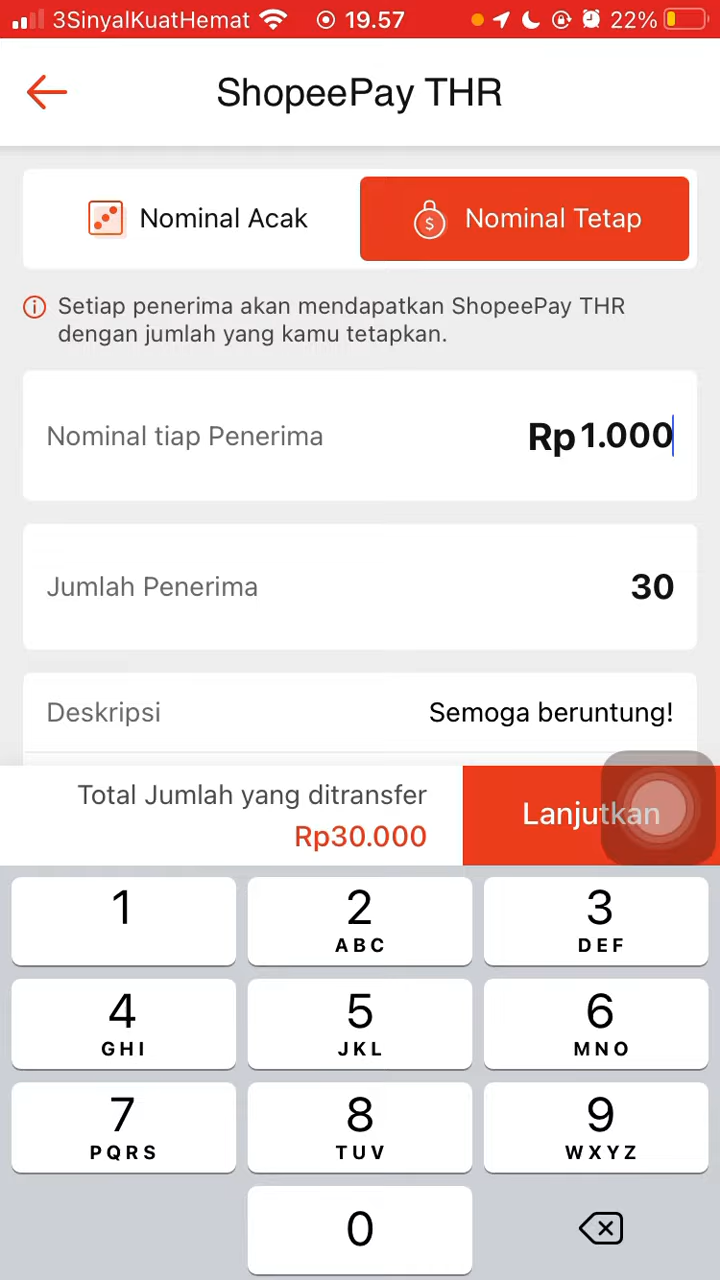 3SinyalKuatHemat 19.57 22%
ShopeePay THR
Nominal Acak
Nominal Tetap
Setiap penerima akan mendapatkan ShopeePay THR
dengan jumlah yang kamu tetapkan.
Nominal tiap Penerima Rp1.000
Jumlah Penerima 30
Deskripsi Semoga beruntung!
Total Jumlah yang ditransfer
Rp30.000
Lanjutkan
1 2 3
ABC DEF
4 5 6
GHI JKL MNO
7 8 9
PQRS TUV WXYZ
0